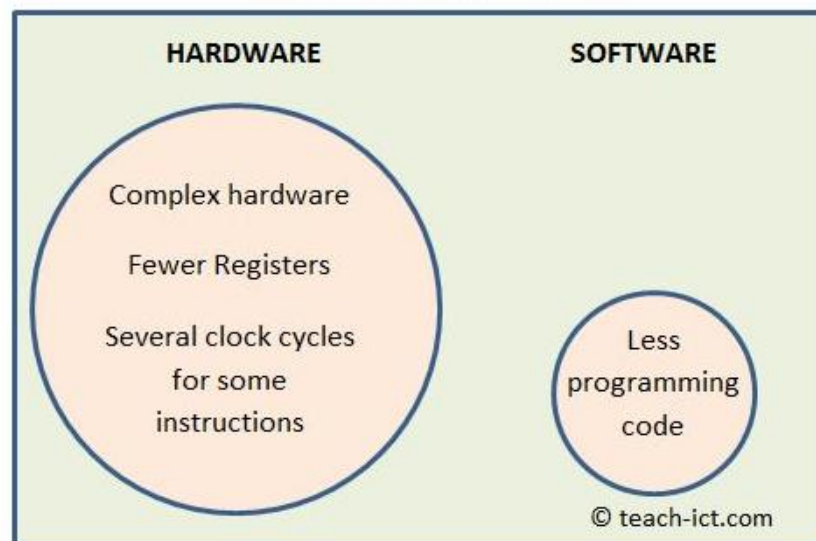 HARDWARE
SOFTWARE
Complex hardware
Fewer Registers
Several clock cycles
for some
instructions
Less
programming
code
© teach-ict.com